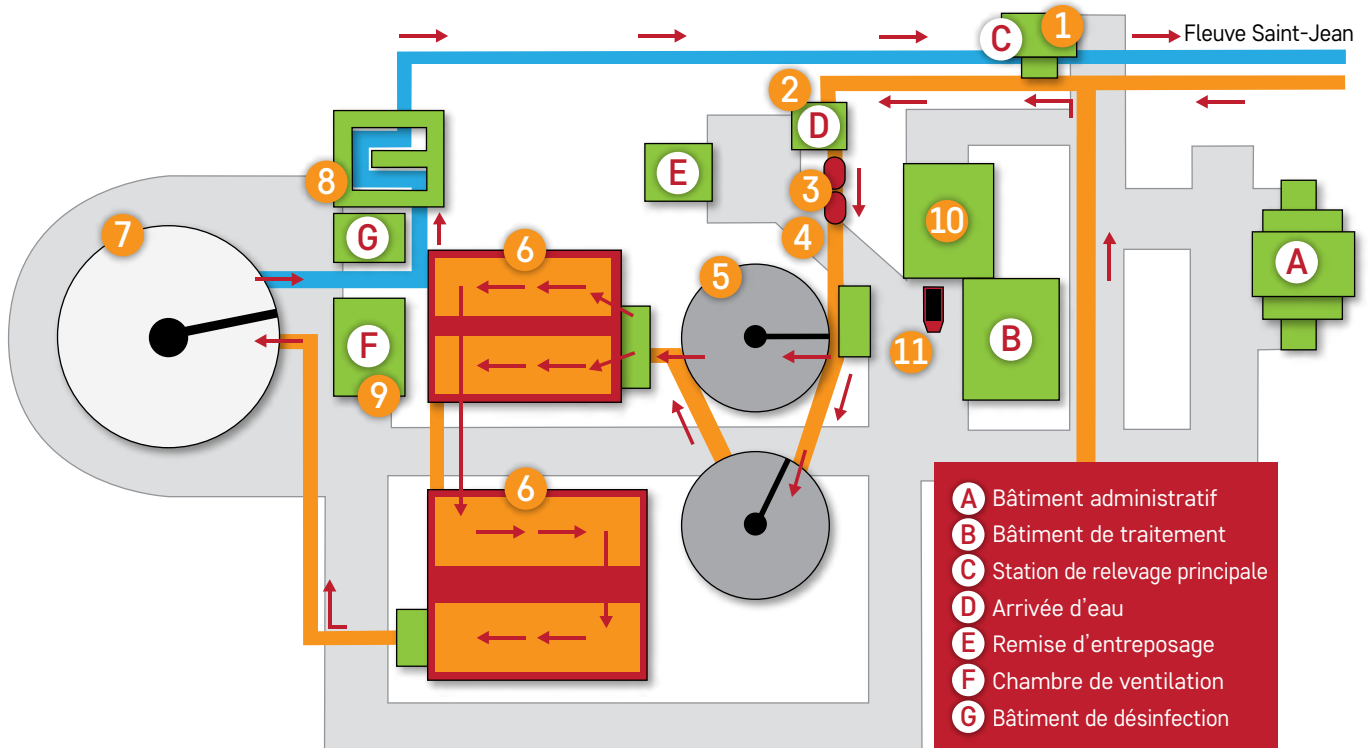 C 1
Fleuve Saint-Jean
2
D
E
3
8
A
7
G
4
10
6
5
F
B
11
9
6
A Bâtiment administratif
B Bâtiment de traitement
C Station de relevage principale
D Arrivée d'eau
E Remise d'entreposage
F Chambre de ventilation
G Bâtiment de désinfection